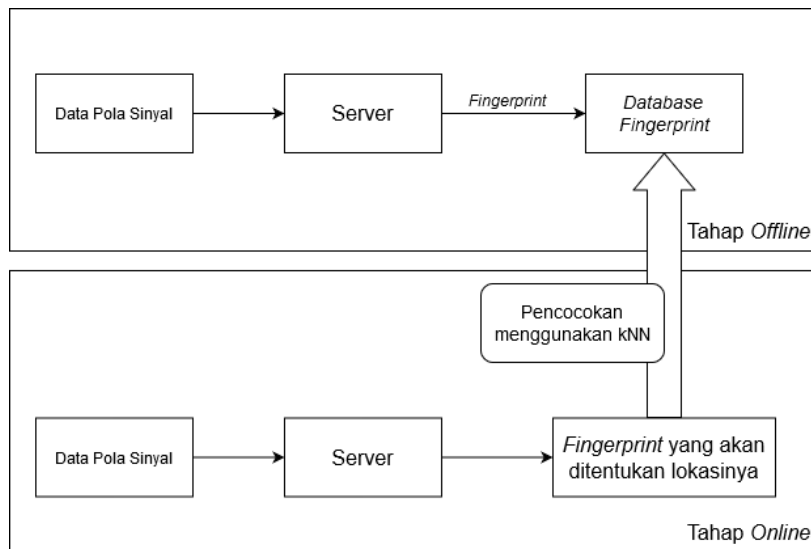 Data Pola Sinyal
Server
Fingerprint
Database
Fingerprint
Tahap Offline
Pencocokan
menggunakan kNN
Data Pola Sinyal
Server
Fingerprint yang akan
ditentukan lokasinya
Tahap Online